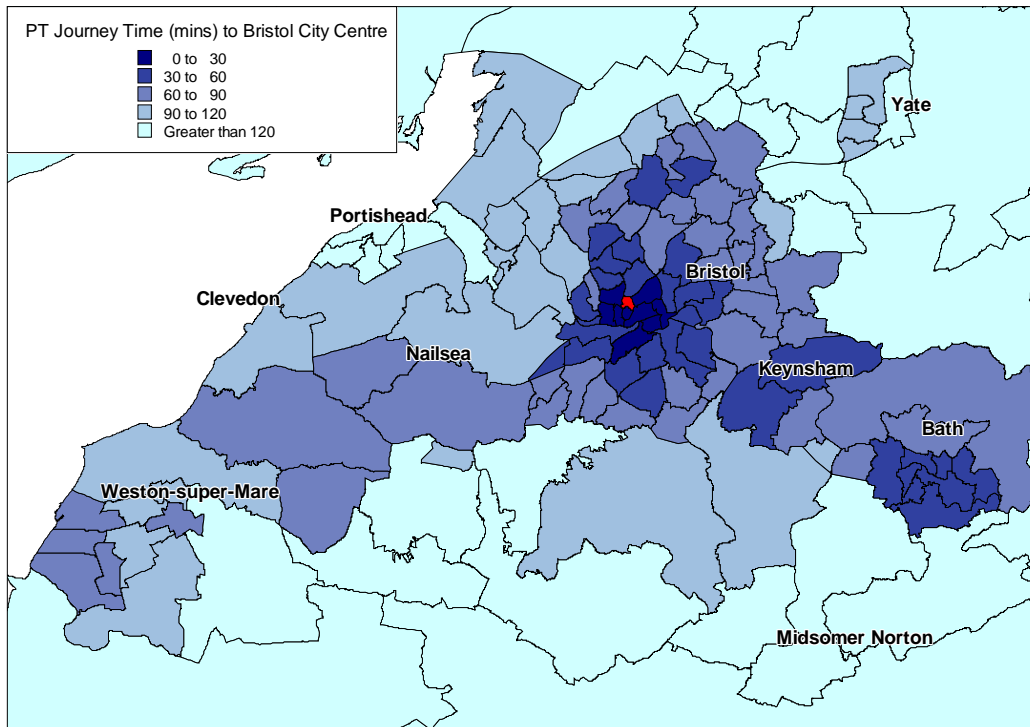 PT Journey Time (mins) to Bristol City Centre
0 to 30
30 to 60
60 to 90
90 to 120
Greater than 120
Yate
Portishead
Bristol
Clevedon
Nailsea
Keynsham
Bath
Weston-super-Mare
Midsomer Norton